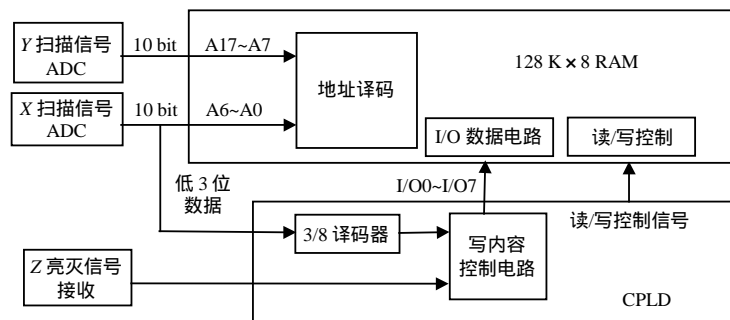 Y 扫描信号
ADC
10 bit
A17~A7
地址译码
128 K × 8 RAM
X 扫描信号
ADC
10 bit
A6~A0
I/O 数据电路
读/写控制
低 3 位
数据
I/O0~I/O7
读/写控制信号
3/8 译码器
写内容
控制电路
Z 亮灭信号
接收
CPLD